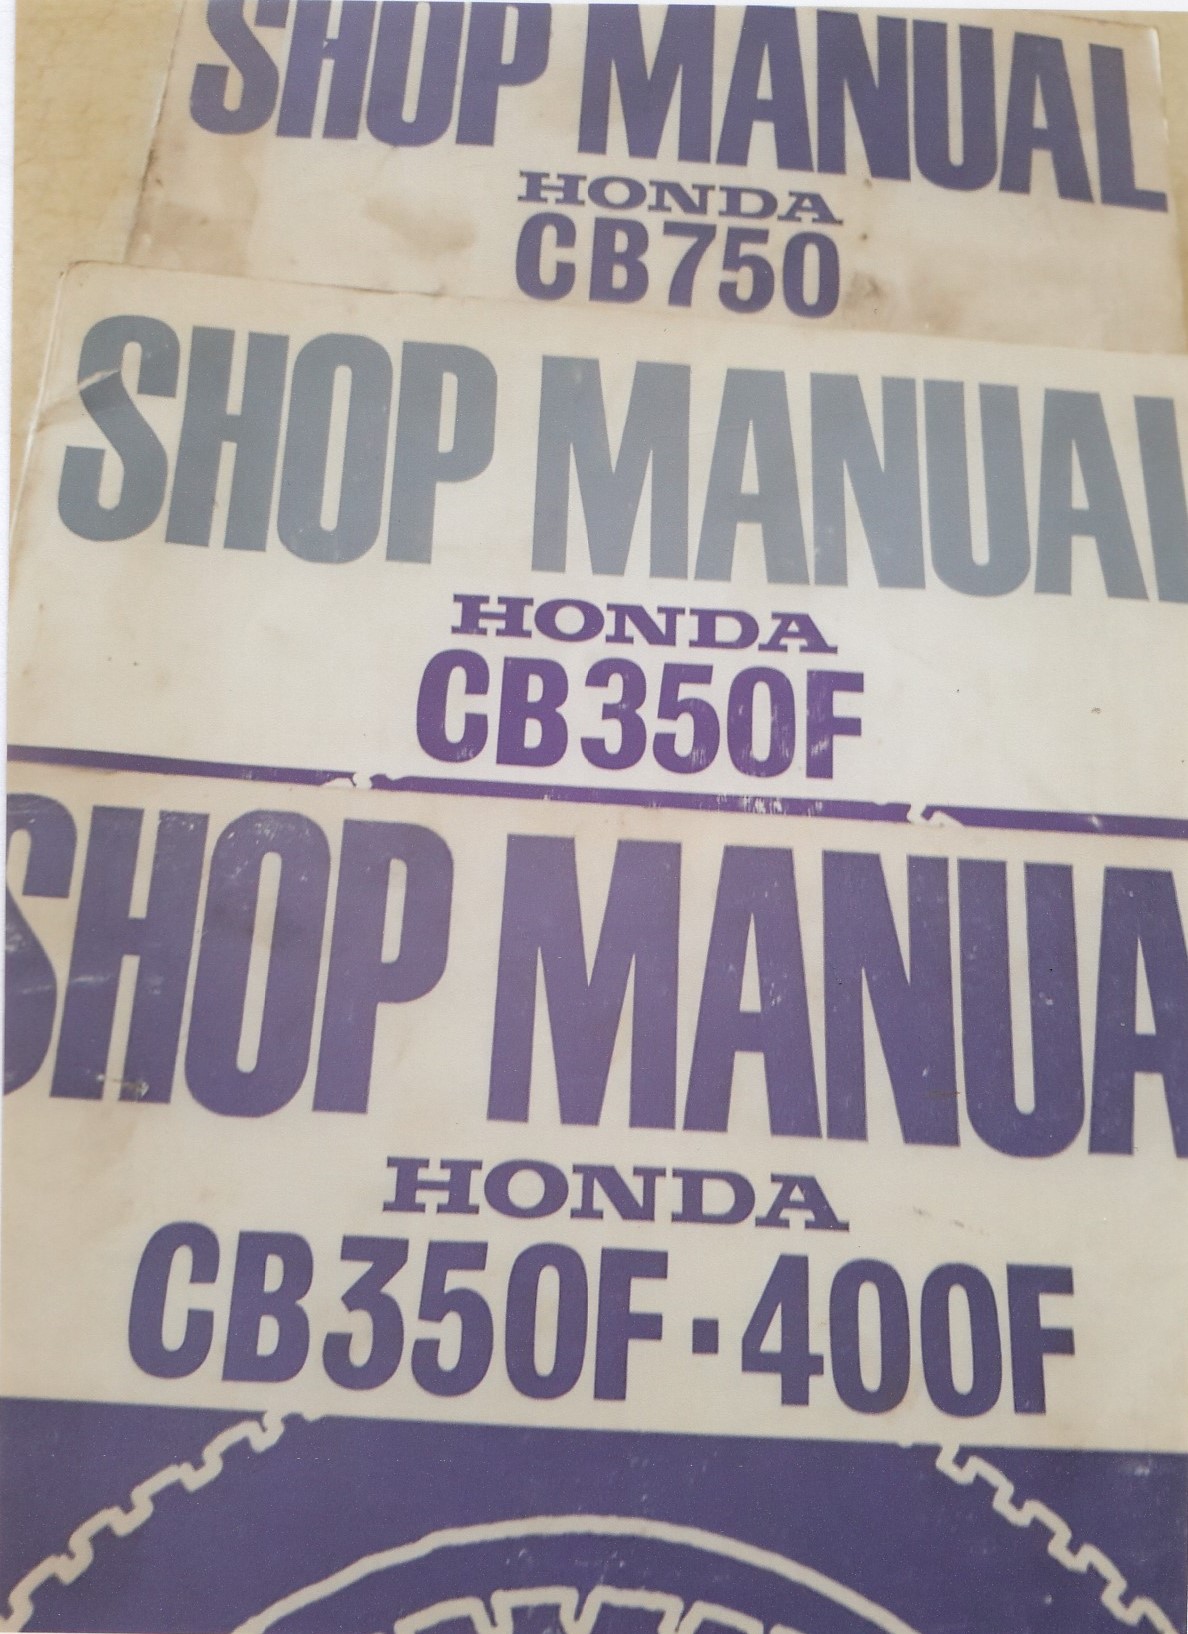 SHOP MANUAL
HONDA
CB750
SHOP MANUAL
HONDA
CB350F
SHOP MANUA
HONDA
CB350F·400F